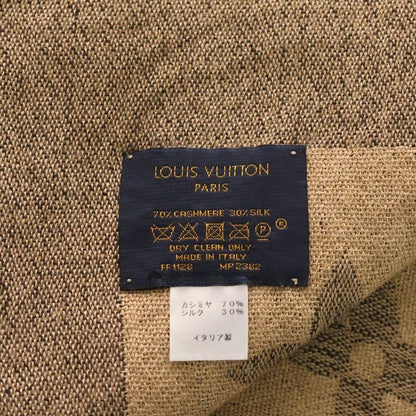 LOUIS VUITTON
PARIS
70% CASHMERE 30% SILK
P
DRY CLEAN ONLY
MADE IN ITALY
FF1120 MP2382
カシミヤ 70%
シルク 30%
イタリア製